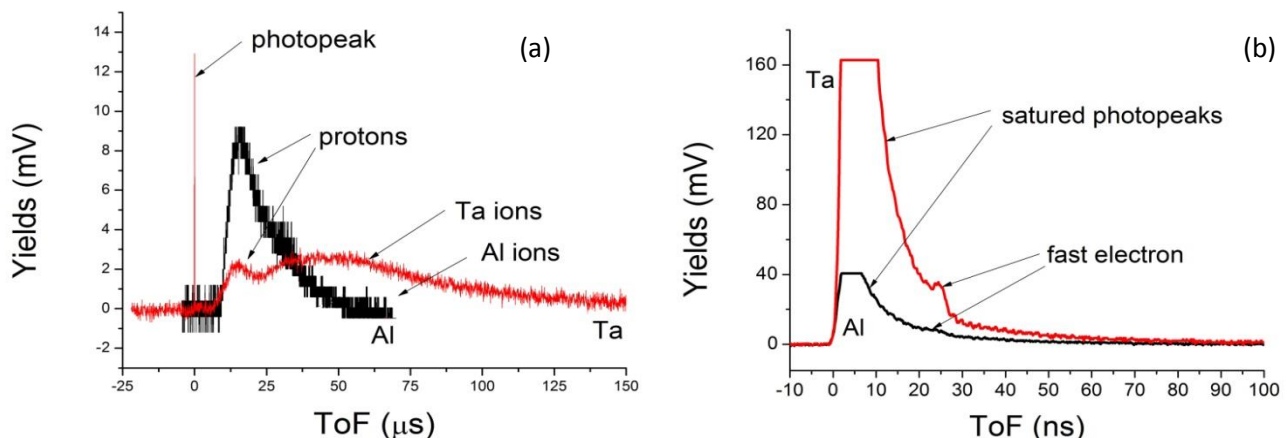 (a)
photopeak
protons
Ta ions
Al ions
Al
Ta
14
12
10
8
6
4
2
0
-2
Yields (mV)
-25
0
25
50
75
100
125
150
ToF (μs)
(b)
Ta
satured photopeaks
fast electron
Al
160
120
80
40
0
Yields (mV)
-10
0
10
20
30
40
50
60
70
80
90
100
ToF (ns)